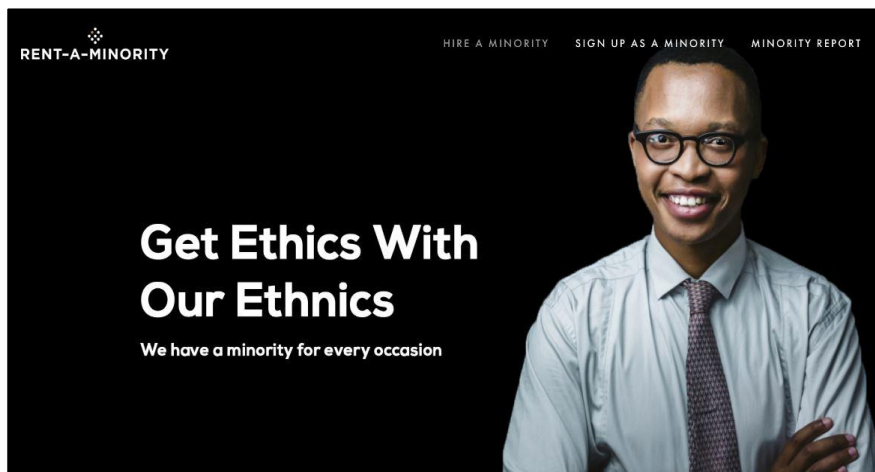 RENT-A-MINORITY
HIRE A MINORITY
SIGN UP AS A MINORITY
MINORITY REPORT
Get Ethics With
Our Ethnics
We have a minority for every occasion